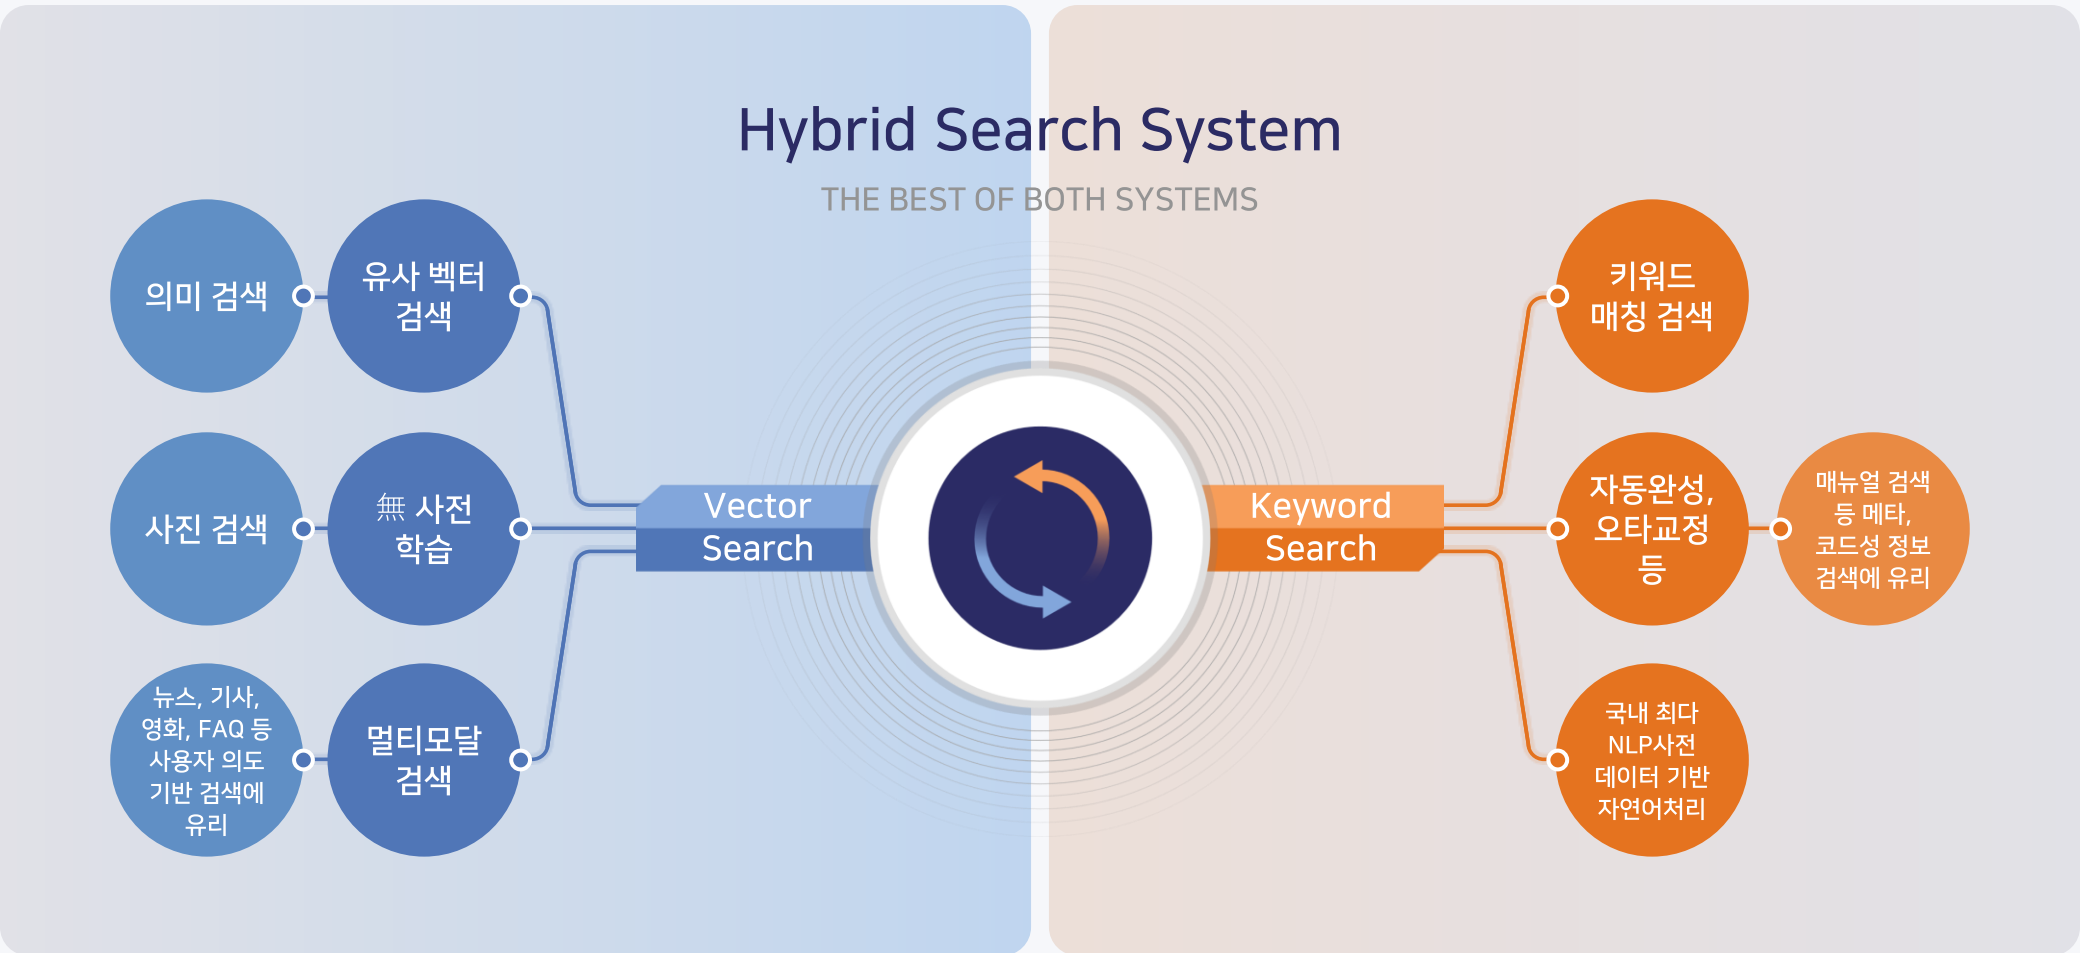 Hybrid Search System
THE BEST OF BOTH SYSTEMS
의미 검색
유사 벡터
검색
사진 검색
無 사전
학습
뉴스, 기사,
영화, FAQ 등
사용자 의도
기반 검색에
유리
멀티모달
검색
Vector
Search
Keyword
Search
키워드
매칭 검색
자동완성,
오타교정
등
매뉴얼 검색
등 메타,
코드성 정보
검색에 유리
국내 최다
NLP사전
데이터 기반
자연어처리